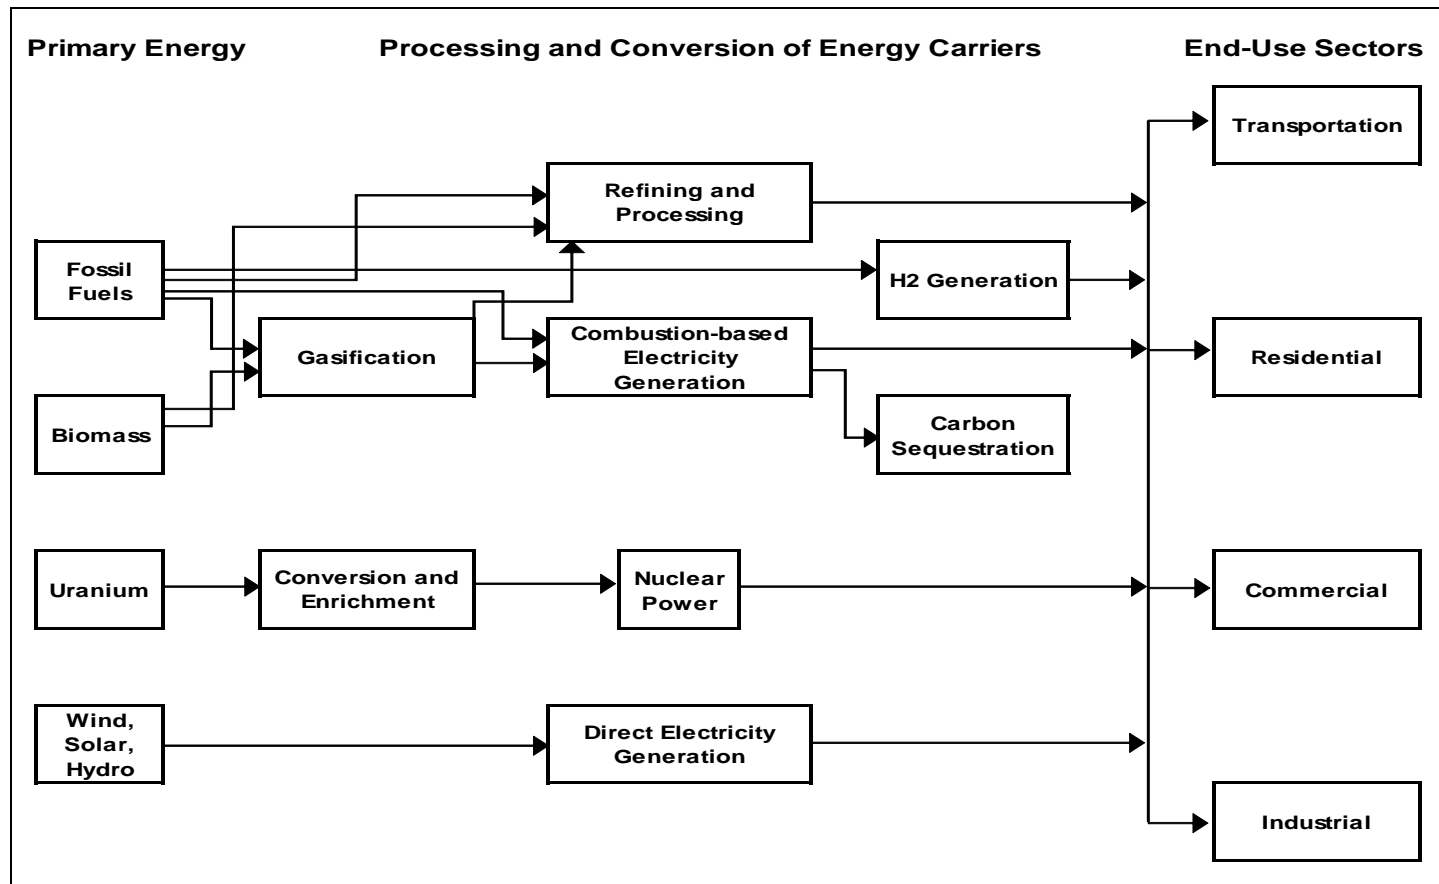 Primary Energy
Processing and Conversion of Energy Carriers
End-Use Sectors
Transportation
Refining and
Processing
Fossil
Fuels
H2 Generation
Gasification
Combustion-based
Electricity
Generation
Residential
Biomass
Carbon
Sequestration
Uranium
Conversion and
Enrichment
Nuclear
Power
Commercial
Wind,
Solar,
Hydro
Direct Electricity
Generation
Industrial